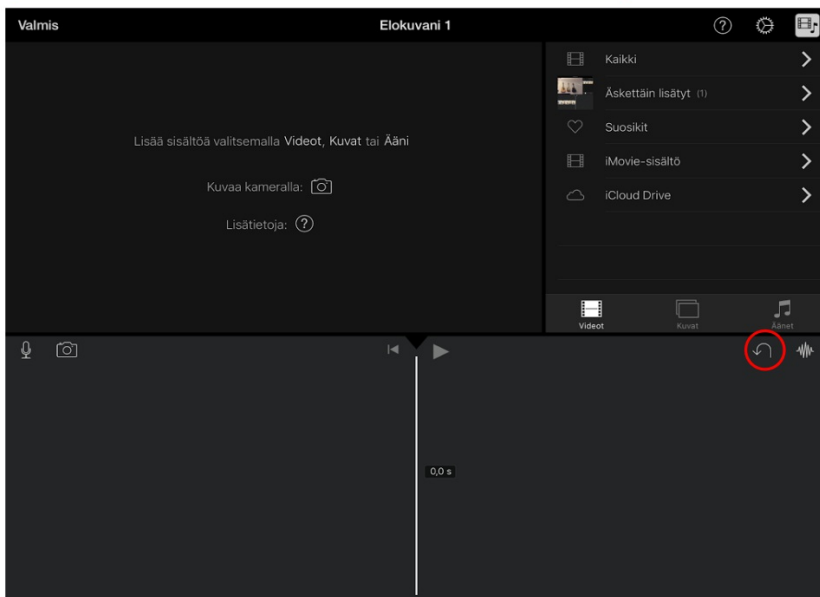 Valmis
Elokuvani 1
Kaikki
Äskettäin lisätyt (1)
Suosikit
iMovie-sisältö
iCloud Drive
Lisää sisältöä valitsemalla Videot, Kuvat tai Ääni
Kuvaa kameralla:
Lisätietoja: ?
Videot
Kuvat
Äänet
0,0 s